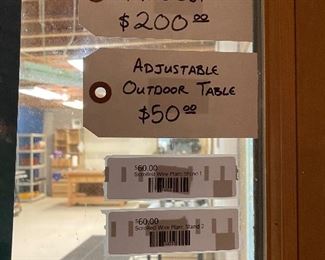 $200.00
ADJUSTABLE
OUTDOOR TABLE
$50.00
$60.00
Scrolled Wire Plant Stand 1
$60.00
Scrolled Wire Plant Stand 2